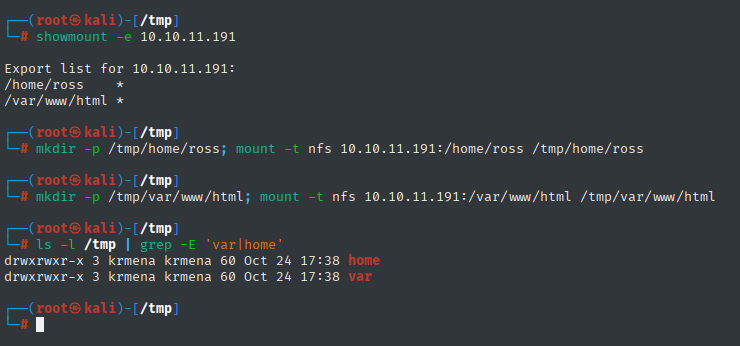 ┌──(root㉿kali)-[/tmp]
└─# showmount -e 10.10.11.191
Export list for 10.10.11.191:
/home/ross    *
/var/www/html *
┌──(root㉿kali)-[/tmp]
└─# mkdir -p /tmp/home/ross; mount -t nfs 10.10.11.191:/home/ross /tmp/home/ross
┌──(root㉿kali)-[/tmp]
└─# mkdir -p /tmp/var/www/html; mount -t nfs 10.10.11.191:/var/www/html /tmp/var/www/html
┌──(root㉿kali)-[/tmp]
└─# ls -l /tmp | grep -E 'var|home'
drwxrwxr-x 3 krmena krmena 60 Oct 24 17:38 home
drwxrwxr-x 3 krmena krmena 60 Oct 24 17:38 var
┌──(root㉿kali)-[/tmp]
└─#